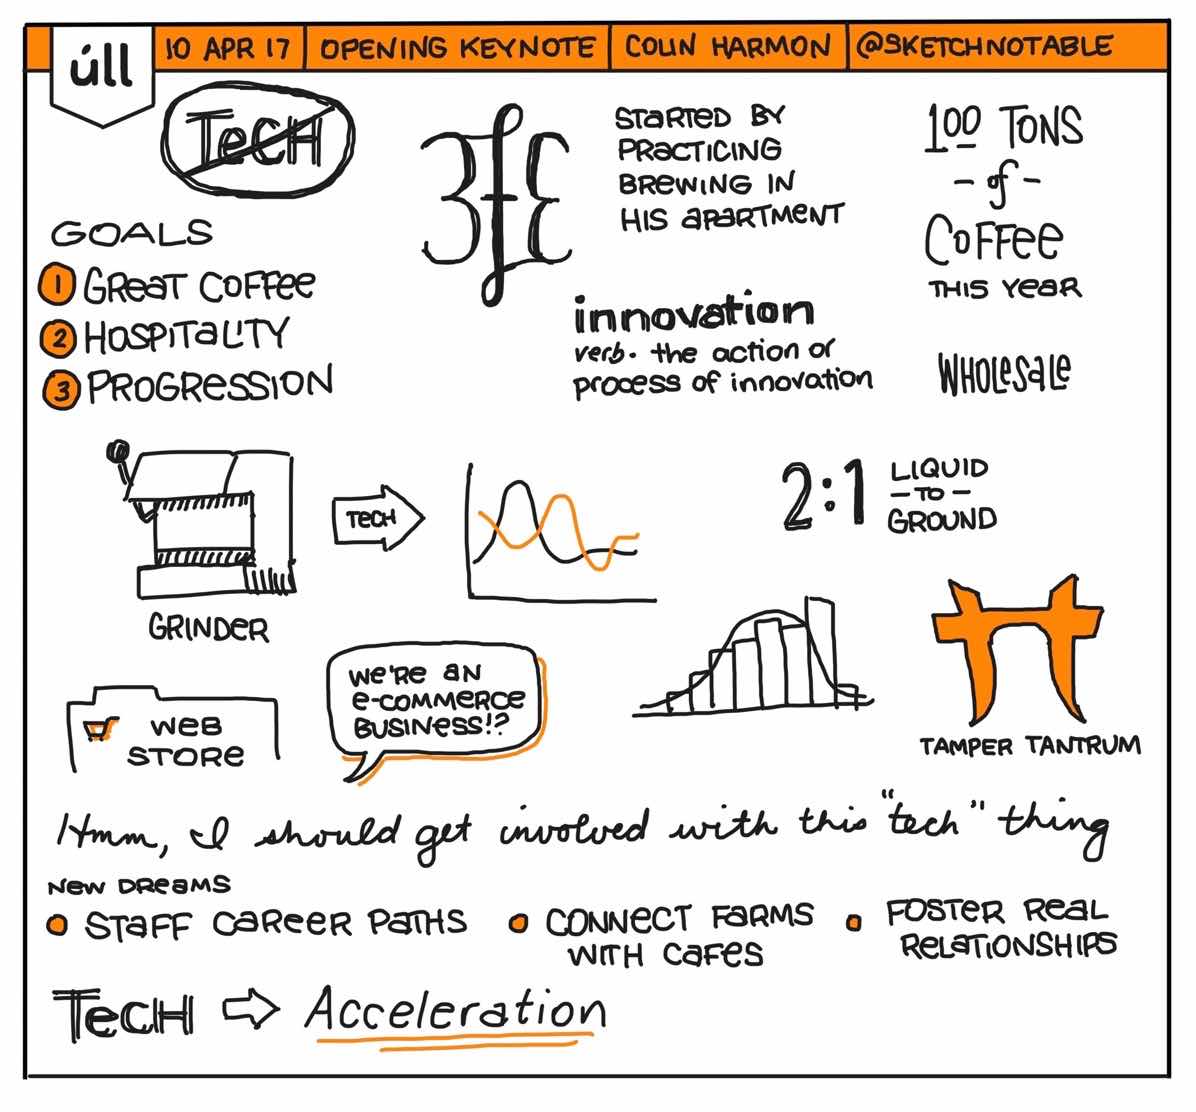 úll
10 APR 17
OPENING KEYNOTE
COLIN HARMON
@SKETCHNOTABLE
TECH
GOALS
1 GREAT COFFEE
2 HOSPITALITY
3 PROGRESSION
3fE
STARTED BY
PRACTICING
BREWING IN
HIS APARTMENT
100 TONS
- of -
COFFEE
THIS YEAR
innovation
verb. the action or
process of innovation
WHOLESALE
GRINDER
TECH
2:1
LIQUID
- TO -
GROUND
WEB
STORE
WE'RE AN
E-COMMERCE
BUSINESS!?
TAMPER TANTRUM
Hmm, I should get involved with this "tech" thing
NEW DREAMS
STAFF CAREER PATHS
CONNECT FARMS
WITH CAFES
FOSTER REAL
RELATIONSHIPS
TECH
Acceleration